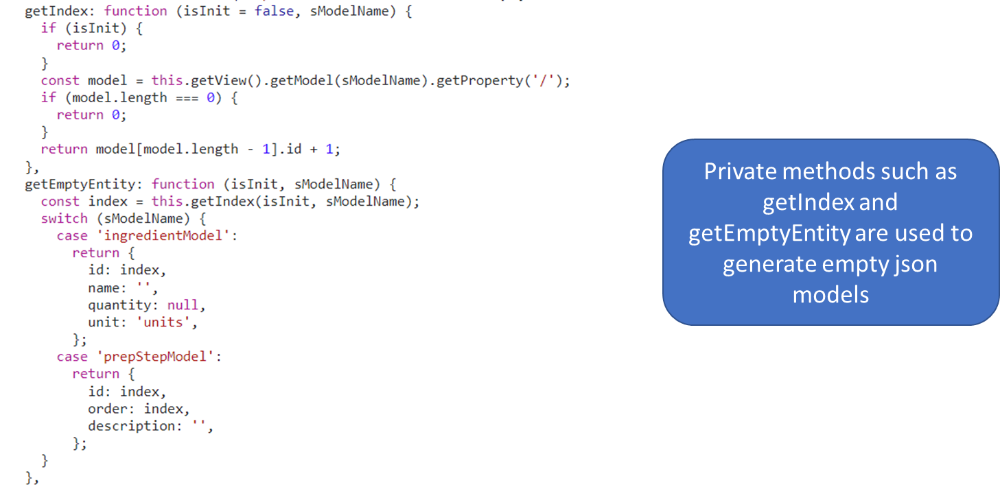 getIndex: function (isInit = false, sModelName) {
if (isInit) {
return 0;
}
const model = this.getView().getModel(sModelName).getProperty('/');
if (model.length === 0) {
return 0;
}
return model[model.length - 1].id + 1;
},
getEmptyEntity: function (isInit, sModelName) {
const index = this.getIndex(isInit, sModelName);
switch (sModelName) {
case 'ingredientModel':
return {
id: index,
name: '',
quantity: null,
unit: 'units',
};
case 'prepStepModel':
return {
id: index,
order: index,
description: '',
};
}
},
Private methods such as
getIndex and
getEmptyEntity are used to
generate empty json
models